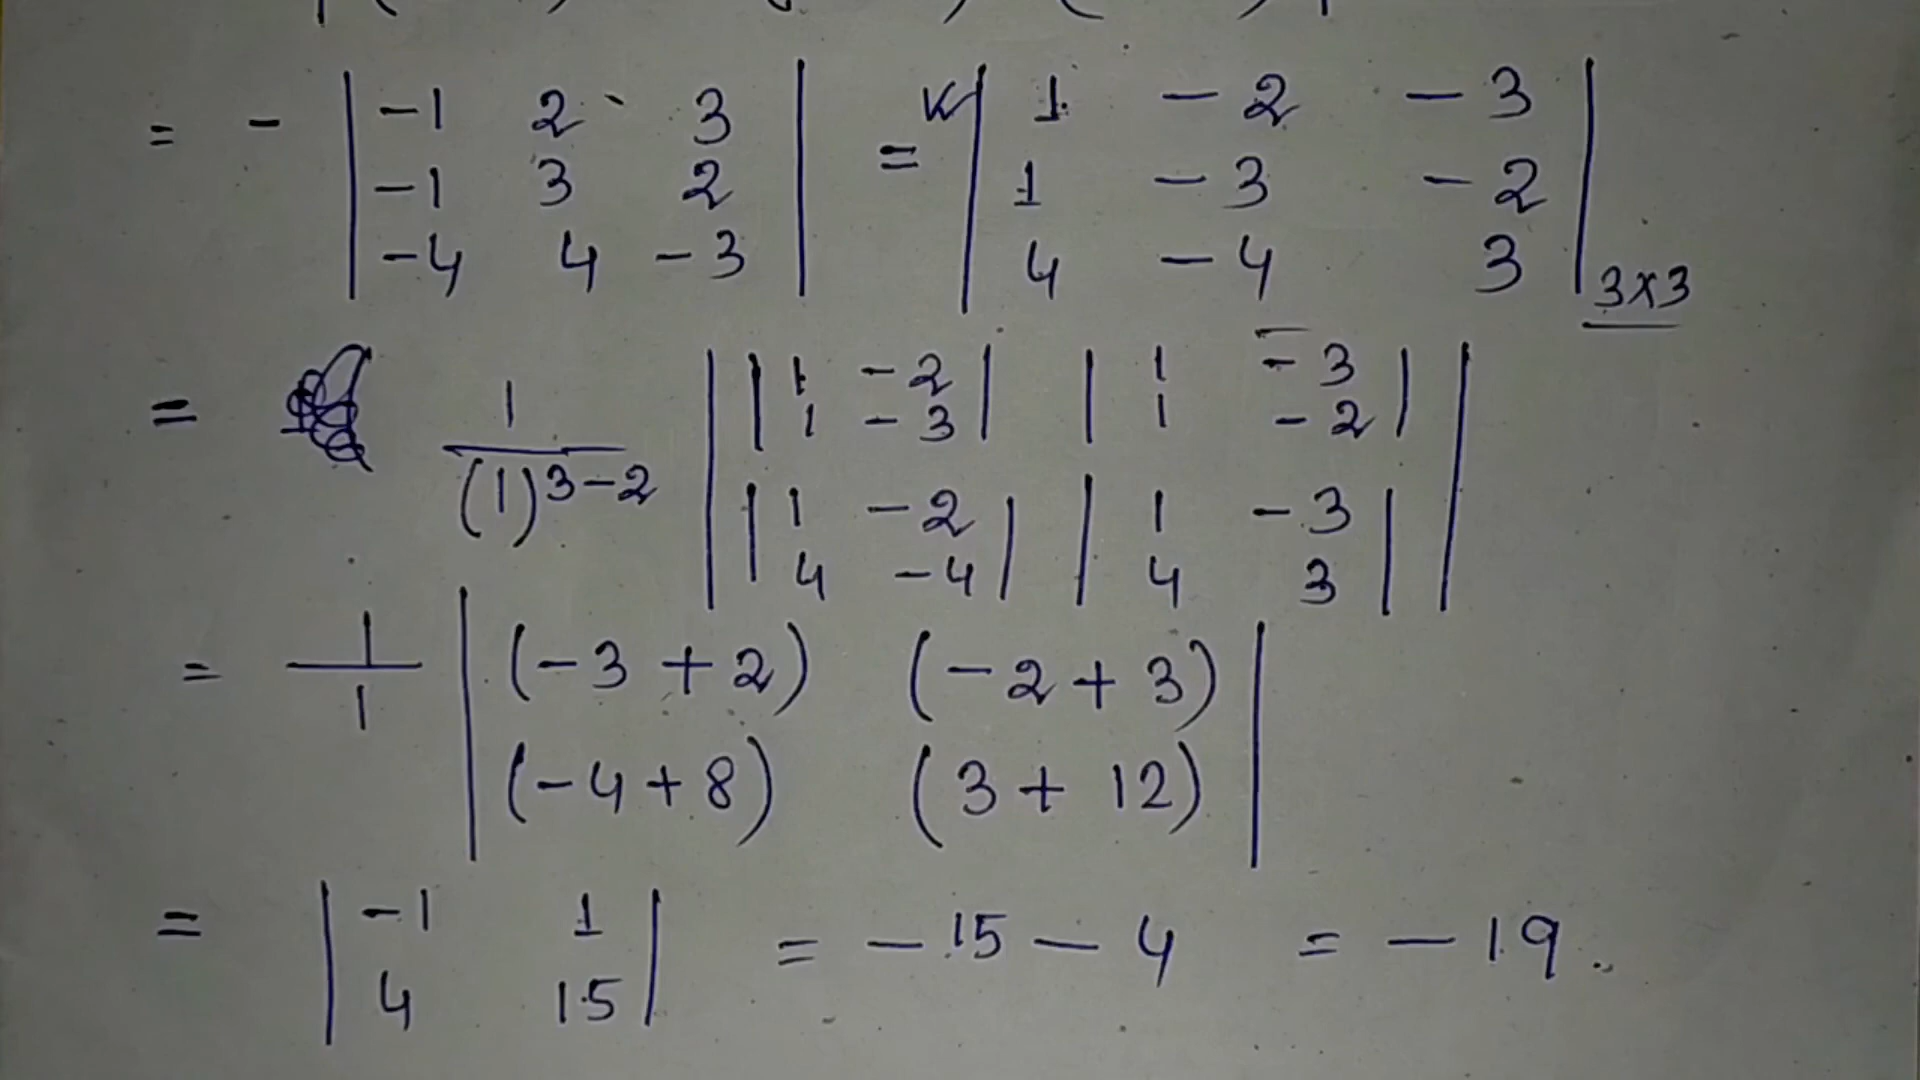 = - | -1 2 3 | = | 1 -2 -3 |
| -1 3 2 | | 1 -3 -2 |
| -4 4 -3 | | 4 -4 3 | 3×3
= 1 | | 1 -2 | | 1 -3 | |
| 1 -3 | | 1 -2 |
(1)3-2 | 1 -2 | | 1 -3 |
| 4 -4 | | 4 3 |
= 1 | (-3+2) (-2+3) |
1 | (-4+8) (3+12) |
= | -1 1 | = -15-4 = -19.
| 4 15 |